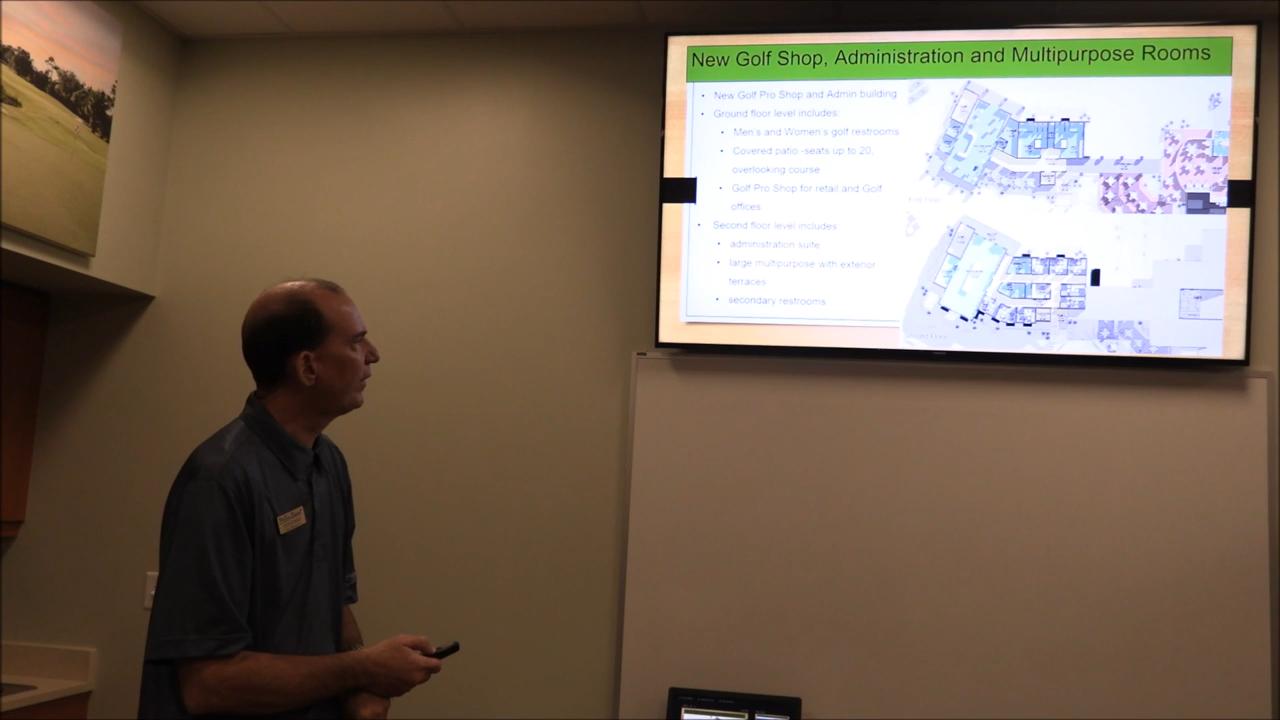 New Golf Shop, Administration and Multipurpose Rooms
• New Golf Pro Shop and Admin building
• Ground floor level includes:
• Men's and Women's golf restrooms
• Covered patio -seats up to 20,
overlooking course
• Golf Pro Shop for retail and Golf
offices
• Second floor level includes
• administration suite
• large multipurpose with exterior
terraces
• secondary restrooms